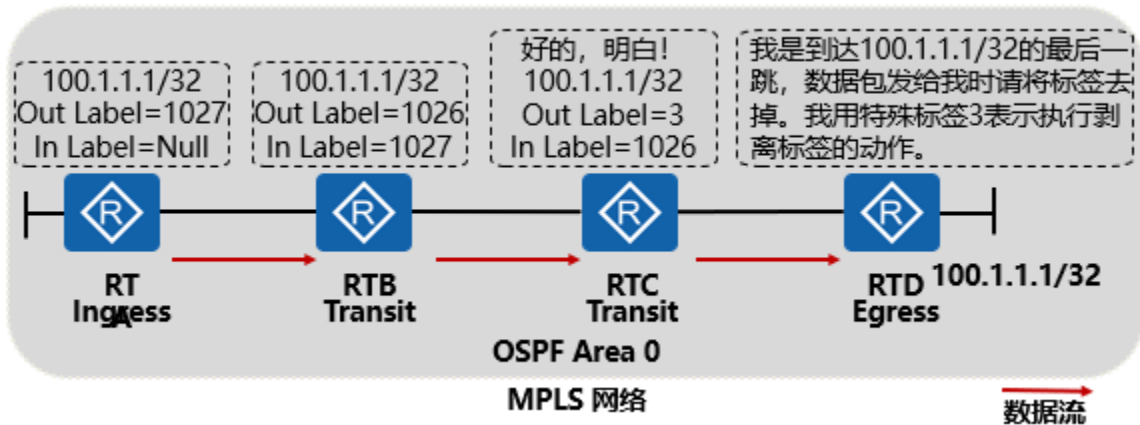 100.1.1.1/32
Out Label=1027
In Label=Null
100.1.1.1/32
Out Label=1026
In Label=1027
好的，明白！
100.1.1.1/32
Out Label=3
In Label=1026
我是到达100.1.1.1/32的最后一
跳，数据包发给我时请将标签去
掉。我用特殊标签3表示执行剥
离标签的动作。
R
R
R
R
RT
A
Ingress
RTB
Transit
RTC
Transit
RTD
Egress
100.1.1.1/32
OSPF Area 0
MPLS 网络
数据流